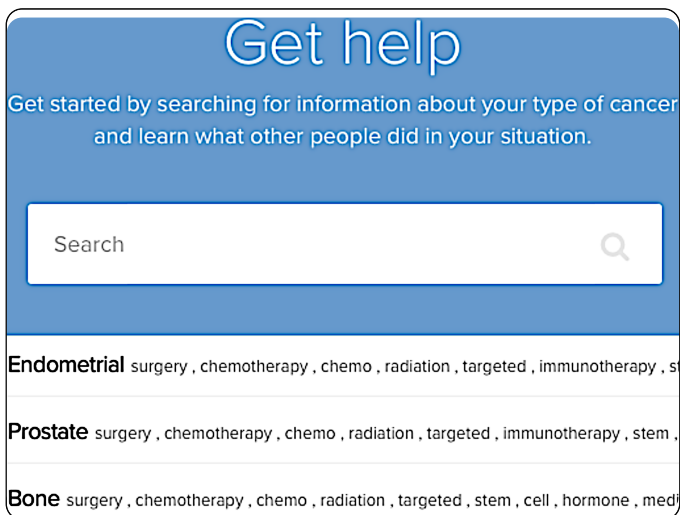 Get help
Get started by searching for information about your type of cancer
and learn what other people did in your situation.
Search
Endometrial surgery , chemotherapy , chemo , radiation , targeted , immunotherapy ,
Prostate surgery , chemotherapy , chemo , radiation , targeted , immunotherapy , stem ,
Bone surgery , chemotherapy , chemo , radiation , targeted , stem , cell , hormone ,